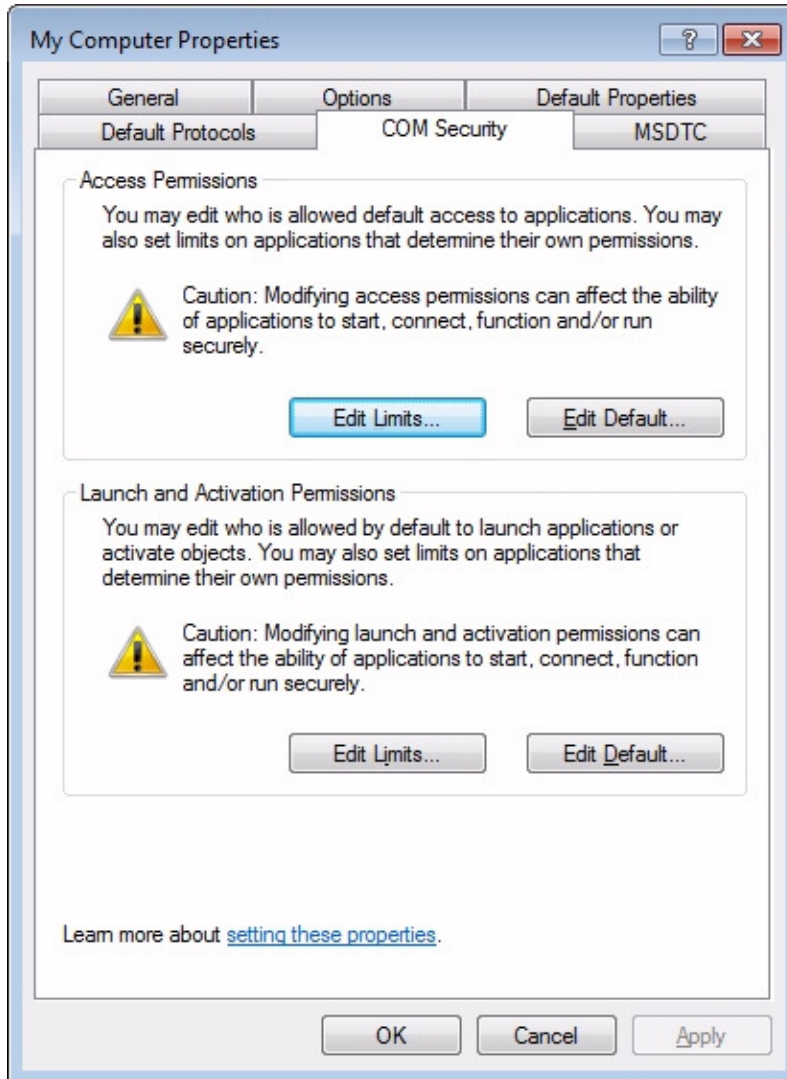 My Computer Properties
General Options Default Properties
Default Protocols COM Security MSDTC
Access Permissions
You may edit who is allowed default access to applications. You may
also set limits on applications that determine their own permissions.
Caution: Modifying access permissions can affect the ability
of applications to start, connect, function and/or run
securely.
Edit Limits... Edit Default...
Launch and Activation Permissions
You may edit who is allowed by default to launch applications or
activate objects. You may also set limits on applications that
determine their own permissions.
Caution: Modifying launch and activation permissions can
affect the ability of applications to start, connect, function
and/or run securely.
Edit Limits... Edit Default...
Learn more about setting these properties.
OK Cancel Apply